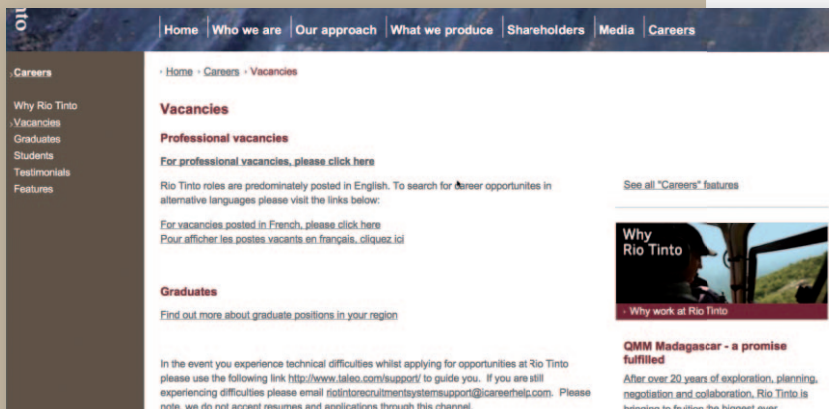 nto
Home Who we are Our approach What we produce Shareholders Media Careers
› Careers
Why Rio Tinto
› Vacancies
Graduates
Students
Testimonials
Features
› Home › Careers › Vacancies
Vacancies
Professional vacancies
For professional vacancies, please click here
Rio Tinto roles are predominately posted in English. To search for career opportunites in
alternative languages please visit the links below:
For vacancies posted in French, please click here
Pour afficher les postes vacants en français, cliquez ici
Graduates
Find out more about graduate positions in your region
In the event you experience technical difficulties whilst applying for opportunities at Rio Tinto
please use the following link http://www.taleo.com/support/ to guide you. If you are still
experiencing difficulties please email riotintorecruitmentsystemsupport@icareerhelp.com. Please
note, we do not accept resumes and applications through this channel.
See all "Careers" features
Why
Rio Tinto
› Why work at Rio Tinto
QMM Madagascar - a promise
fulfilled
After over 20 years of exploration, planning,
negotiation and colaboration, Rio Tinto is
bringing to fruition the biggest ever